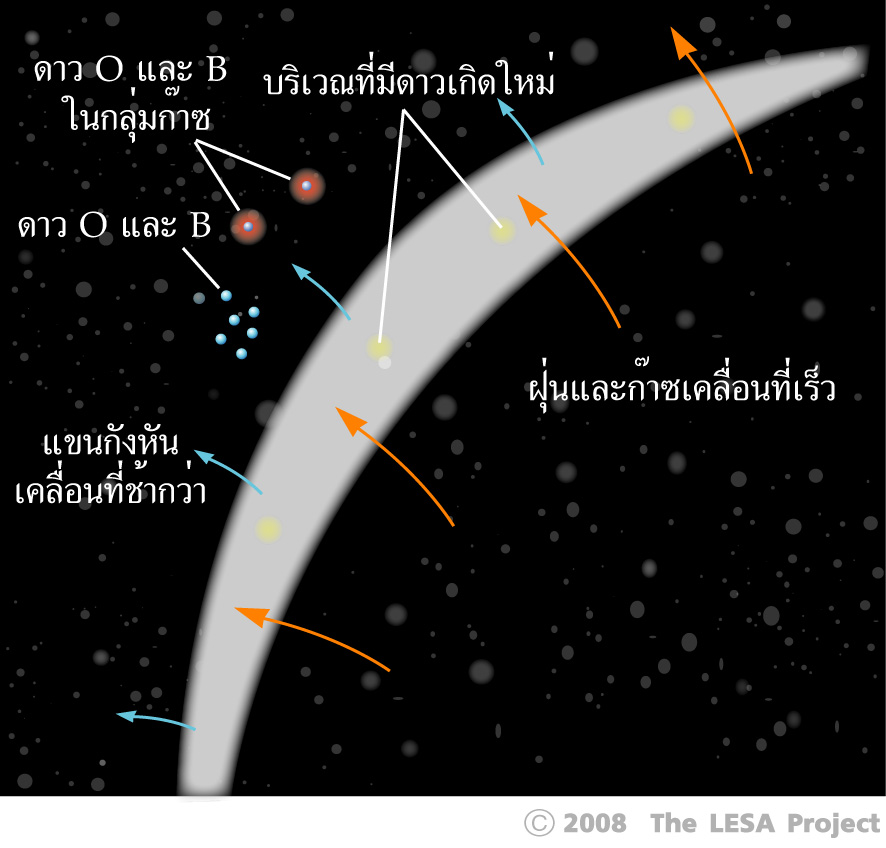 ดาว O และ B
ในกลุ่มก๊าซ
บริเวณที่มีดาวเกิดใหม่
ดาว O และ B
ฝุ่นและก๊าซเคลื่อนที่เร็ว
แขนกังหัน
เคลื่อนที่ช้ากว่า
© 2008 The LESA Project